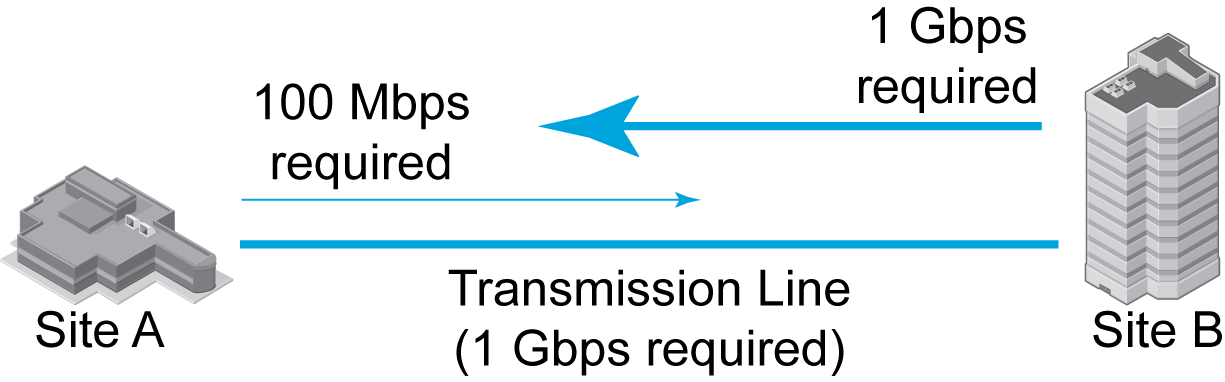 1 Gbps
required
100 Mbps
required
Transmission Line
(1 Gbps required)
Site A
Site B